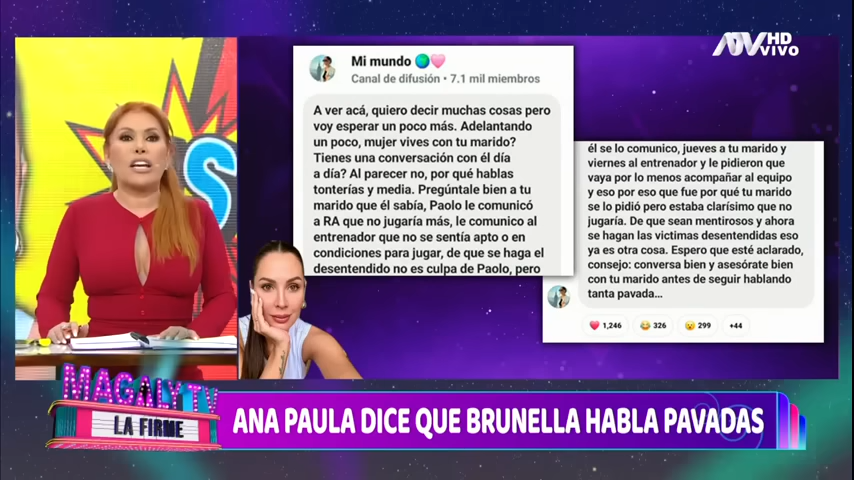 ATV HD
VIVO
Mi mundo 🌎🩷
Canal de difusión • 7.1 mil miembros
A ver acá, quiero decir muchas cosas pero
voy esperar un poco más. Adelantando
un poco, mujer vives con tu marido?
Tienes una conversación con él día
a día? Al parecer no, por qué hablas
tonterías y media. Pregúntale bien a tu
marido que él sabía, Paolo le comunicó
a RA que no jugaría más, le comunico al
entrenador que no se sentía apto o en
condiciones para jugar, de que se haga el
desentendido no es culpa de Paolo, pero
él se lo comunico, jueves a tu marido y
viernes al entrenador y le pidieron que
vaya por lo menos acompañar al equipo
y eso por eso que fue por qué tu marido
se lo pidió pero estaba clarísimo que no
jugaría. De que sean mentirosos y ahora
se hagan las victimas desentendidas eso
ya es otra cosa. Espero que esté aclarado,
consejo: conversa bien y asesórate bien
con tu marido antes de seguir hablando
tanta pavada...
🩷 1,246 😂 326 😮 299 +44
MAGALY TV
LA FIRME
ANA PAULA DICE QUE BRUNELLA HABLA PAVADAS